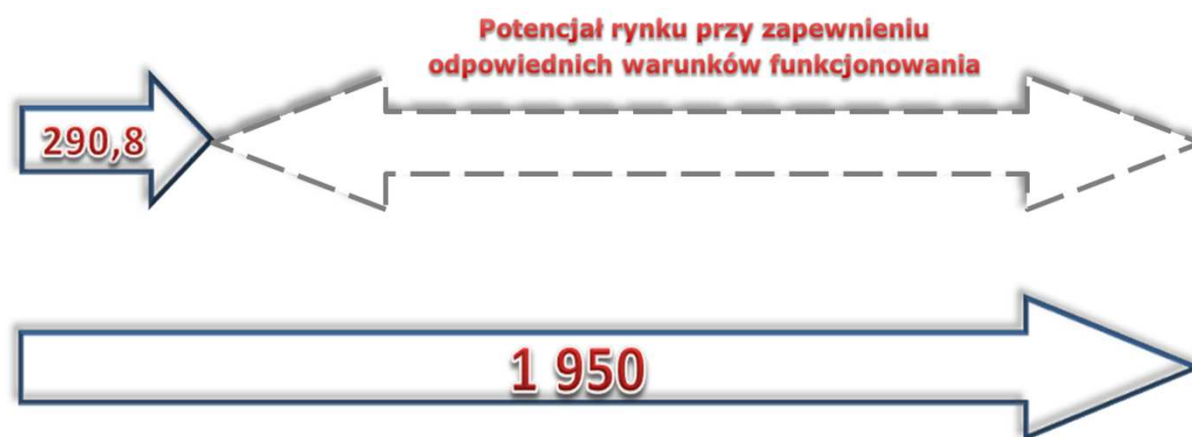 Potencjał rynku przy zapewnieniu
odpowiednich warunków funkcjonowania
290,8
1 950